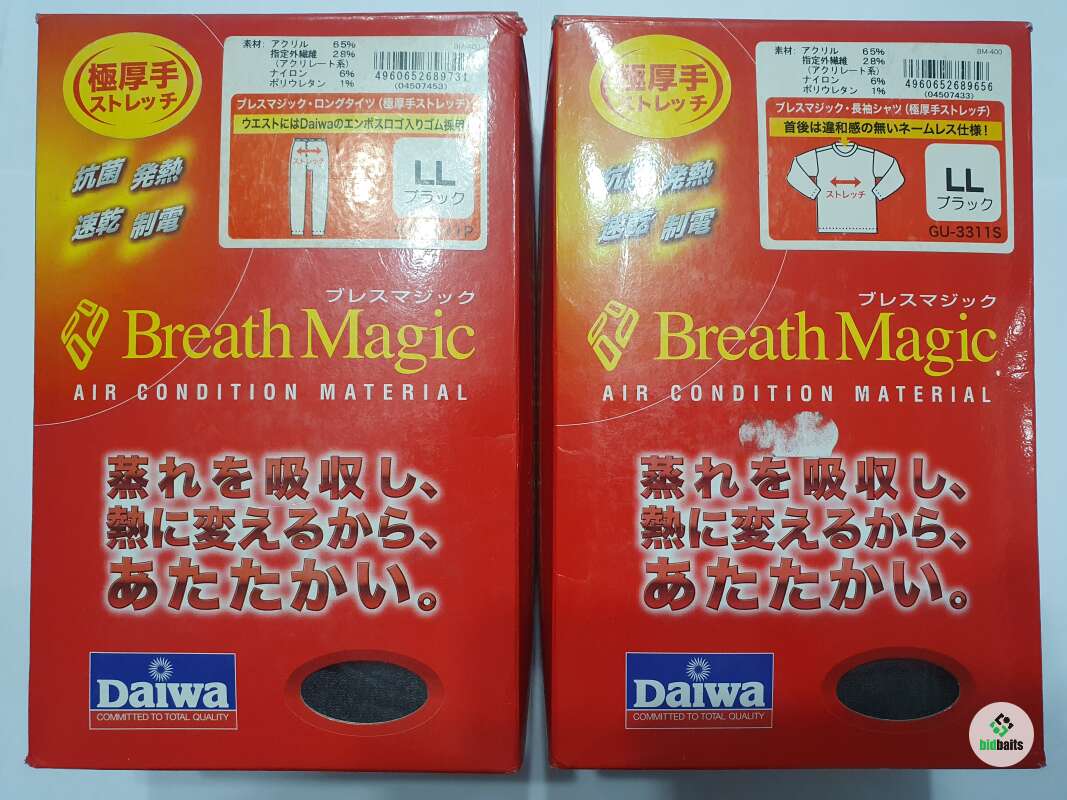 極厚手
ストレッチ
抗菌 発熱
速乾 制電
素材: アクリル 65%
指定外繊維 28%
(アクリレート系)
ナイロン 6%
ポリウレタン 1%
4960652689731
(04507453)
ブレスマジック・ロングタイツ(極厚手ストレッチ)
ウエストにはDaiwaのエンボスロゴ入りゴム採用
ストレッチ
LL
ブラック
ブレスマジック
Breath Magic
AIR CONDITION MATERIAL
蒸れを吸収し、
熱に変えるから、
あたたかい。
Daiwa
COMMITTED TO TOTAL QUALITY
極厚手
ストレッチ
抗菌 発熱
速乾 制電
素材: アクリル 65%
指定外繊維 28%
(アクリレート系)
ナイロン 6%
ポリウレタン 1%
BM-400
4960652689656
(04507433)
ブレスマジック・長袖シャツ(極厚手ストレッチ)
首後は違和感の無いネームレス仕様!
ストレッチ
LL
ブラック
GU-3311S
ブレスマジック
Breath Magic
AIR CONDITION MATERIAL
蒸れを吸収し、
熱に変えるから、
あたたかい。
Daiwa
COMMITTED TO TOTAL QUALITY
bidbaits